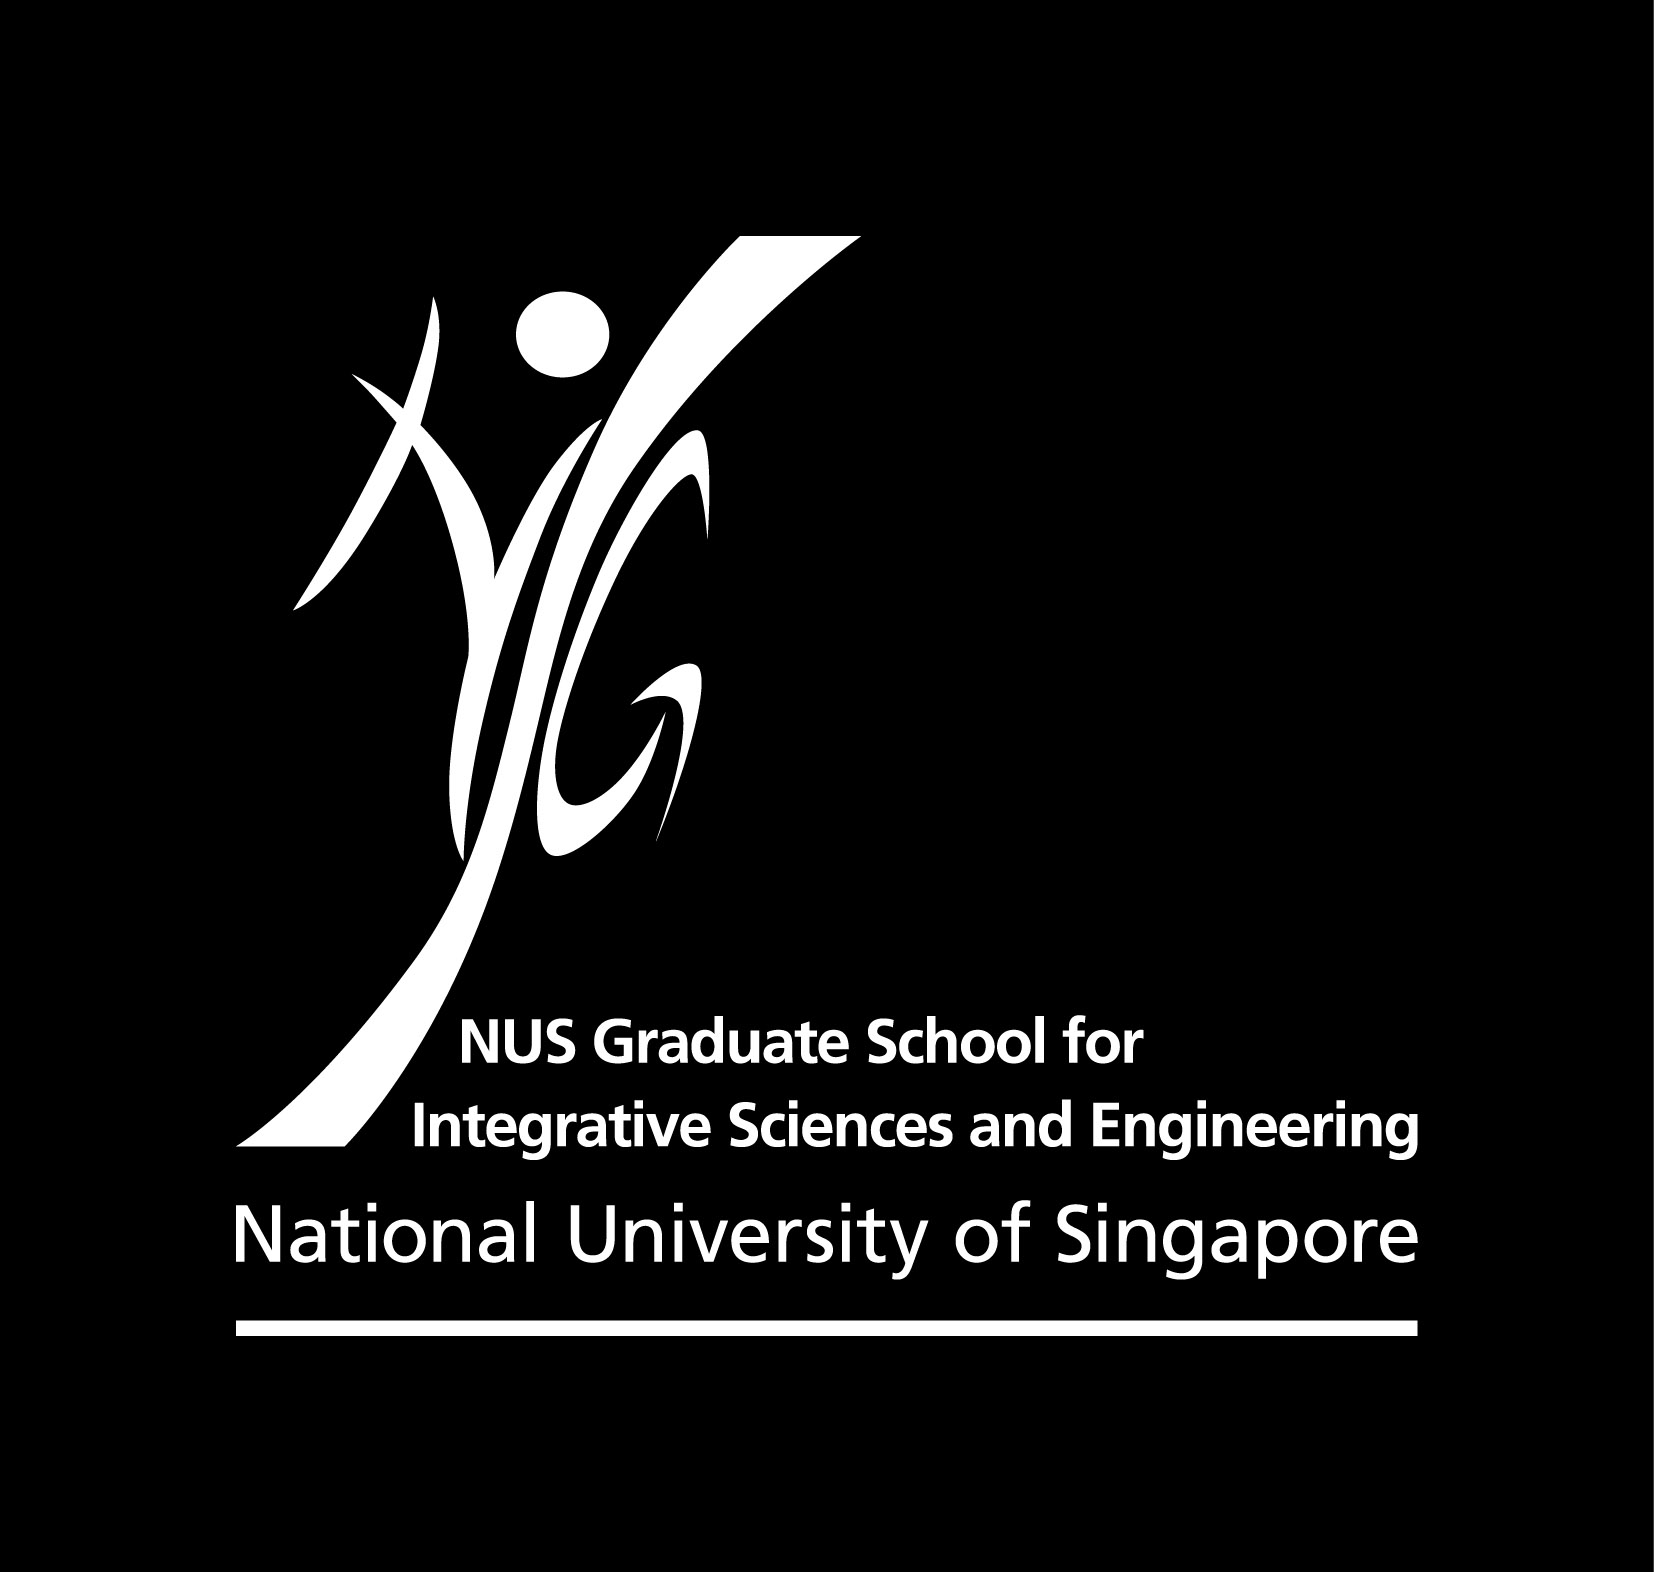 NUS Graduate School for
Integrative Sciences and Engineering
National University of Singapore